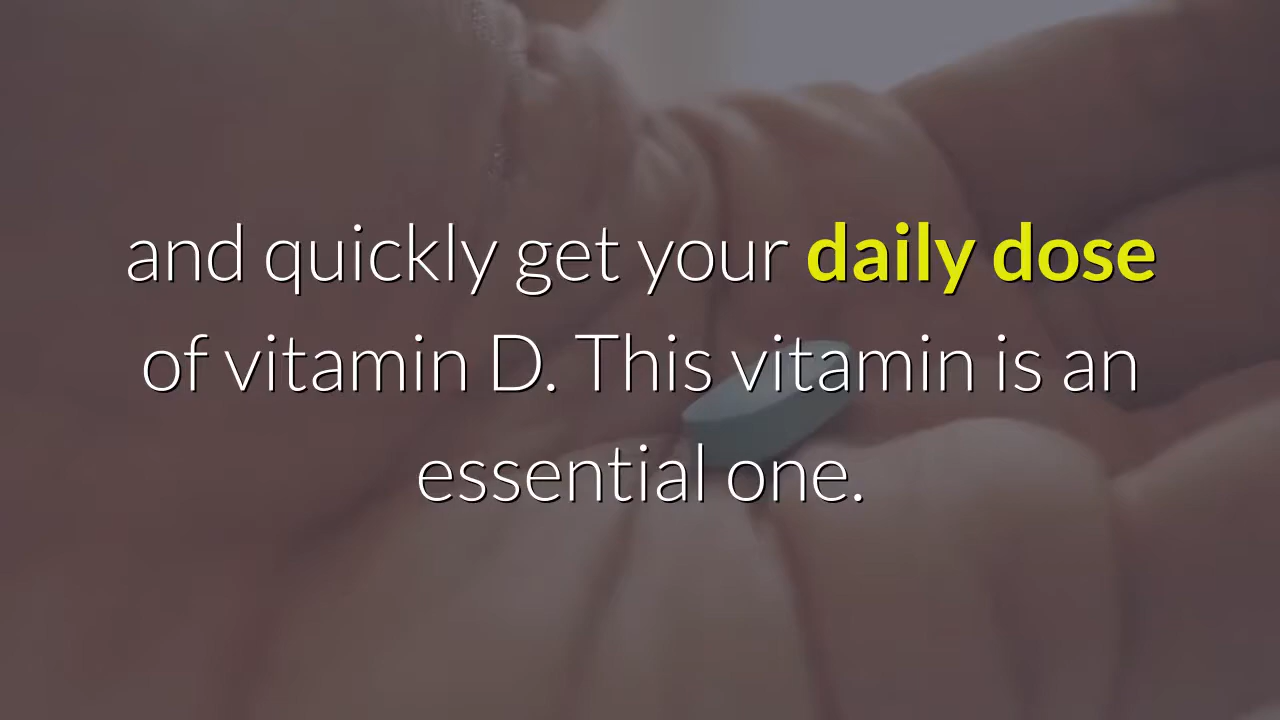 and quickly get your daily dose
of vitamin D. This vitamin is an
essential one.